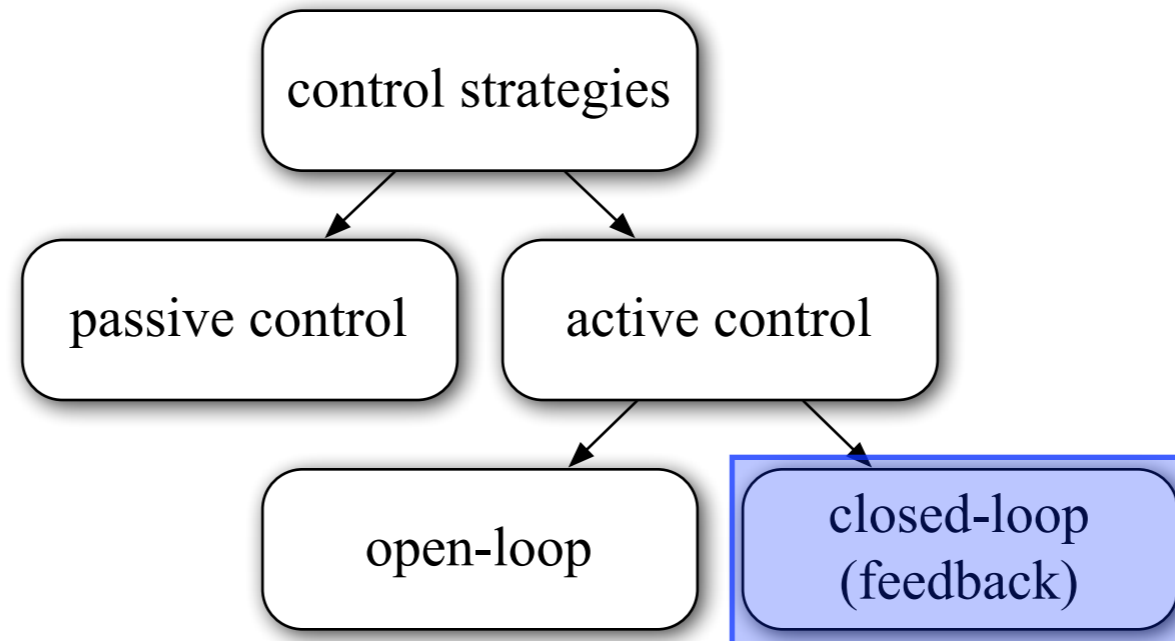 control strategies
passive control
active control
open-loop
closed-loop
(feedback)